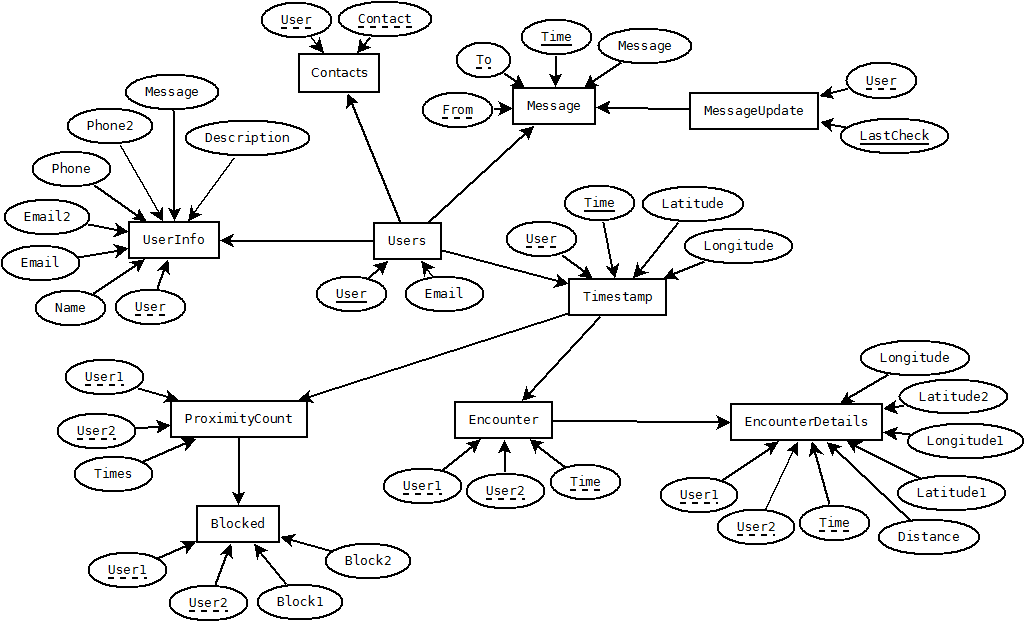 User
Contact
Contacts
To
Time
Message
From
Message
MessageUpdate
User
LastCheck
Message
Phone2
Description
Phone
Email2
Email
Name
User
UserInfo
Users
User
Email
User
Time
Latitude
Longitude
Timestamp
User1
User2
Times
ProximityCount
Encounter
User1
User2
Time
EncounterDetails
Longitude
Latitude2
Longitude1
Latitude1
Distance
Time
User2
User1
Blocked
User1
User2
Block1
Block2